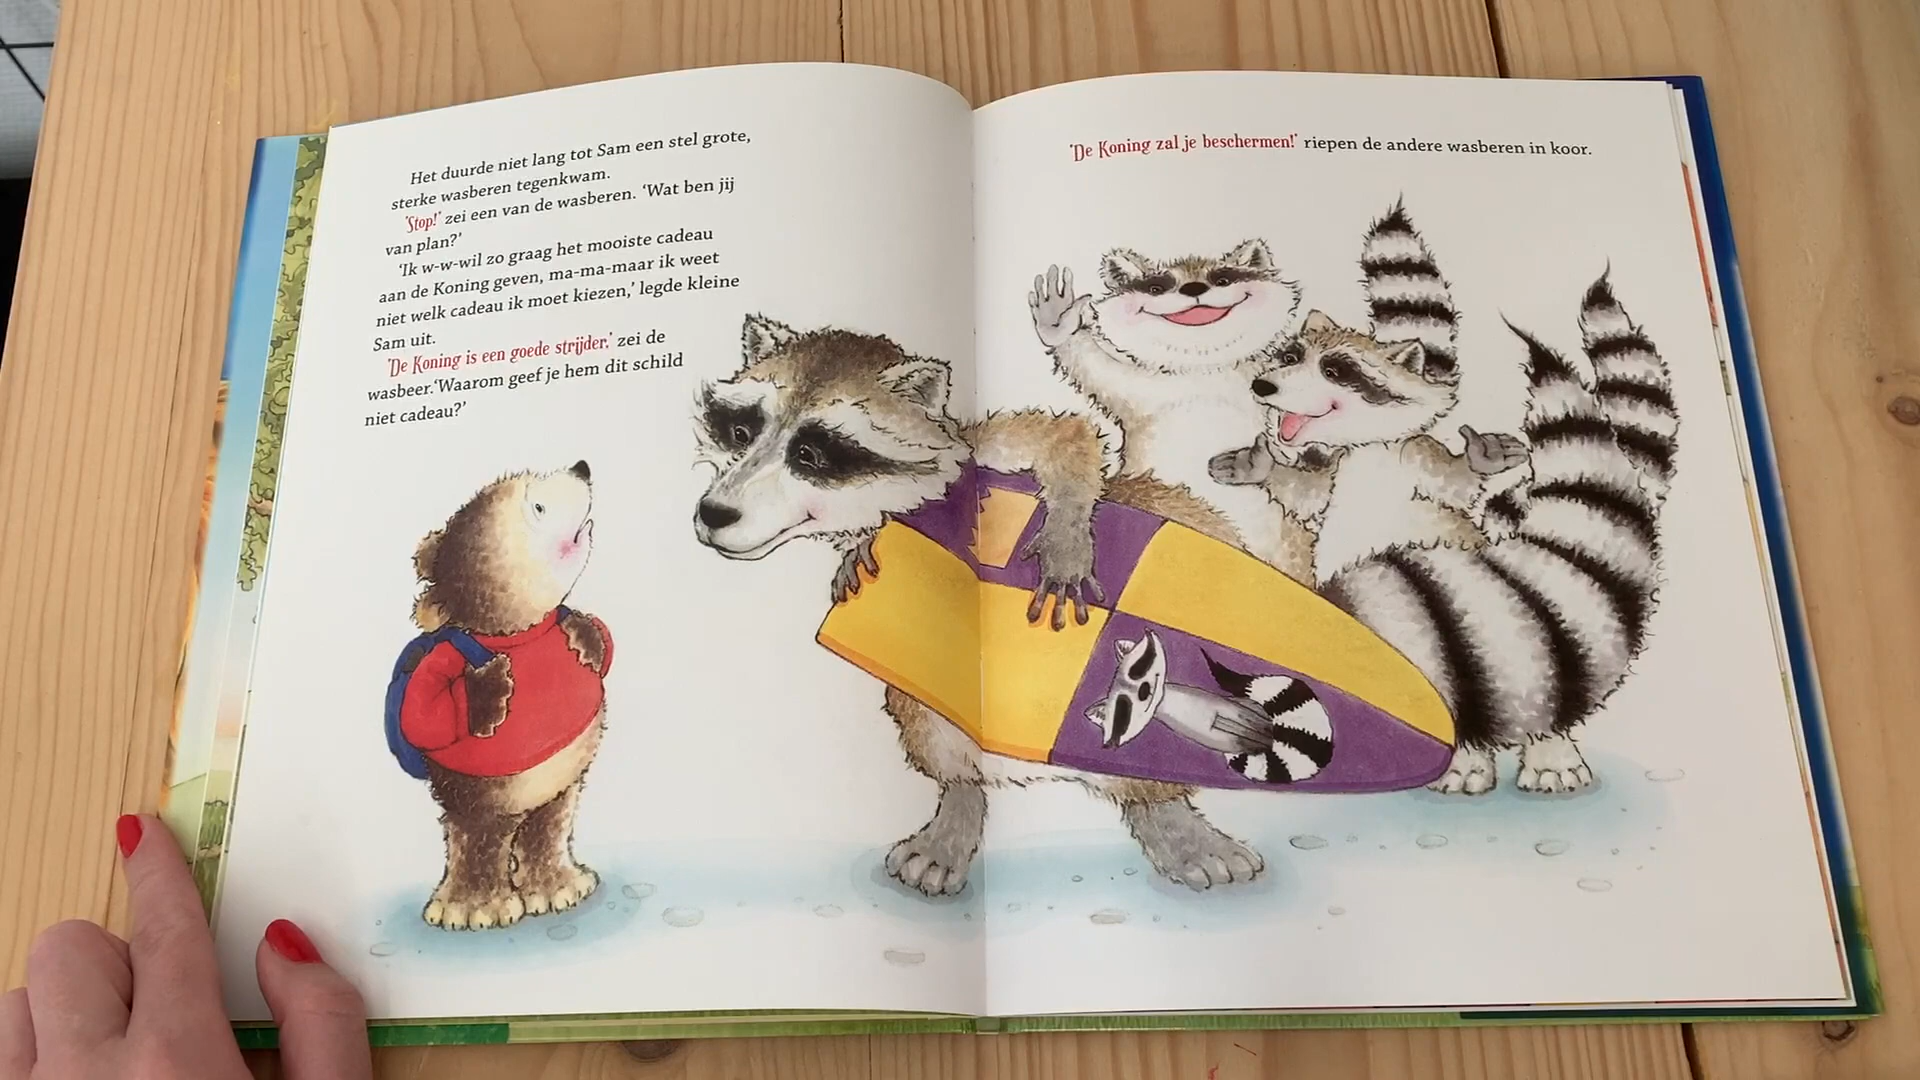 Het duurde niet lang tot Sam een stel grote,
sterke wasberen tegenkwam.
'Stop!' zei een van de wasberen. 'Wat ben jij
van plan?'
'Ik w-w-wil zo graag het mooiste cadeau
aan de Koning geven, ma-ma-maar ik weet
niet welk cadeau ik moet kiezen,' legde kleine
Sam uit.
'De Koning is een goede strijder.' zei de
wasbeer.'Waarom geef je hem dit schild
niet cadeau?'
'De Koning zal je beschermen!' riepen de andere wasberen in koor.